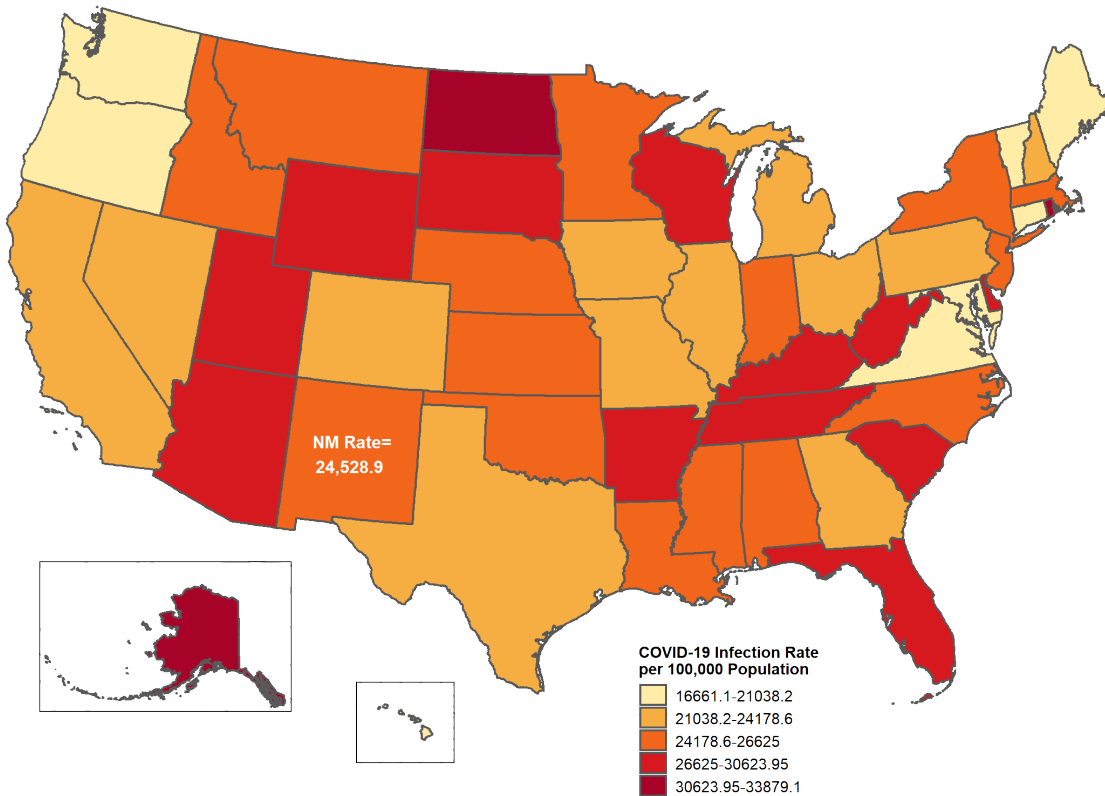 NM Rate=
24,528.9
COVID-19 Infection Rate
per 100,000 Population
16661.1-21038.2
21038.2-24178.6
24178.6-26625
26625-30623.95
30623.95-33879.1